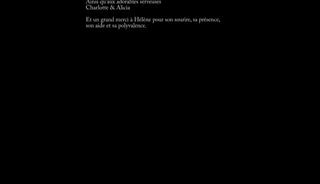 Ainsi qu'aux adorables serveuses
Charlotte & Alicia
Et un grand merci à Hélène pour son sourire, sa présence,
son aide et sa polyvalence.